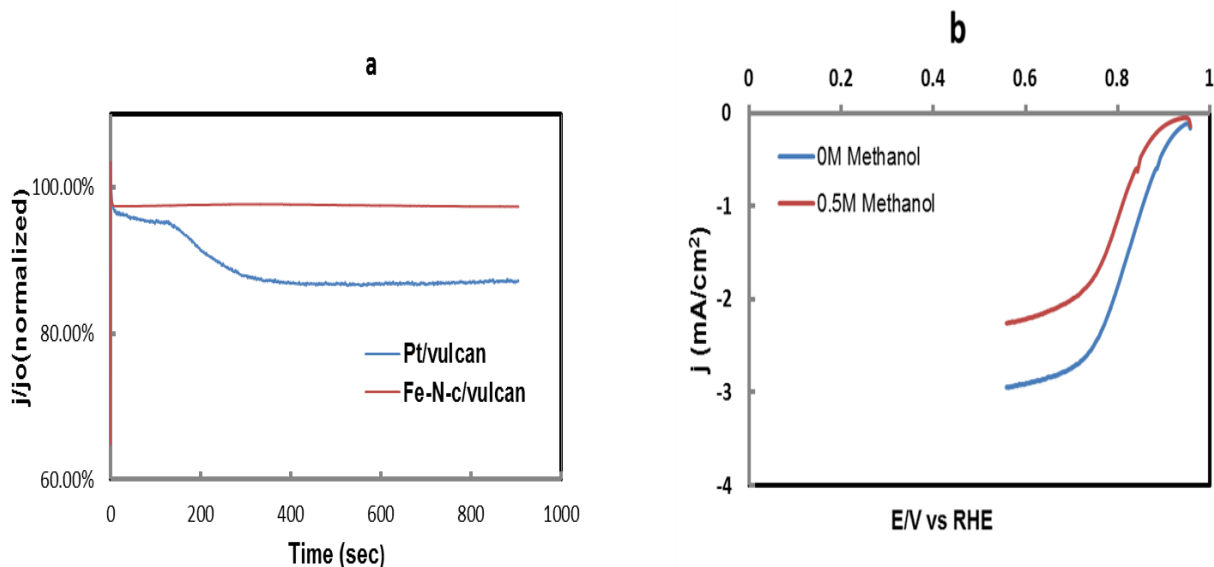 a
j/jo(normalized)
100.00%
80.00%
60.00%
Pt/vulcan
Fe-N-c/vulcan
0 200 400 600 800 1000
Time (sec)
b
0 0.2 0.4 0.6 0.8 1
0
-1
-2
-3
-4
j (mA/cm²)
0M Methanol
0.5M Methanol
E/V vs RHE